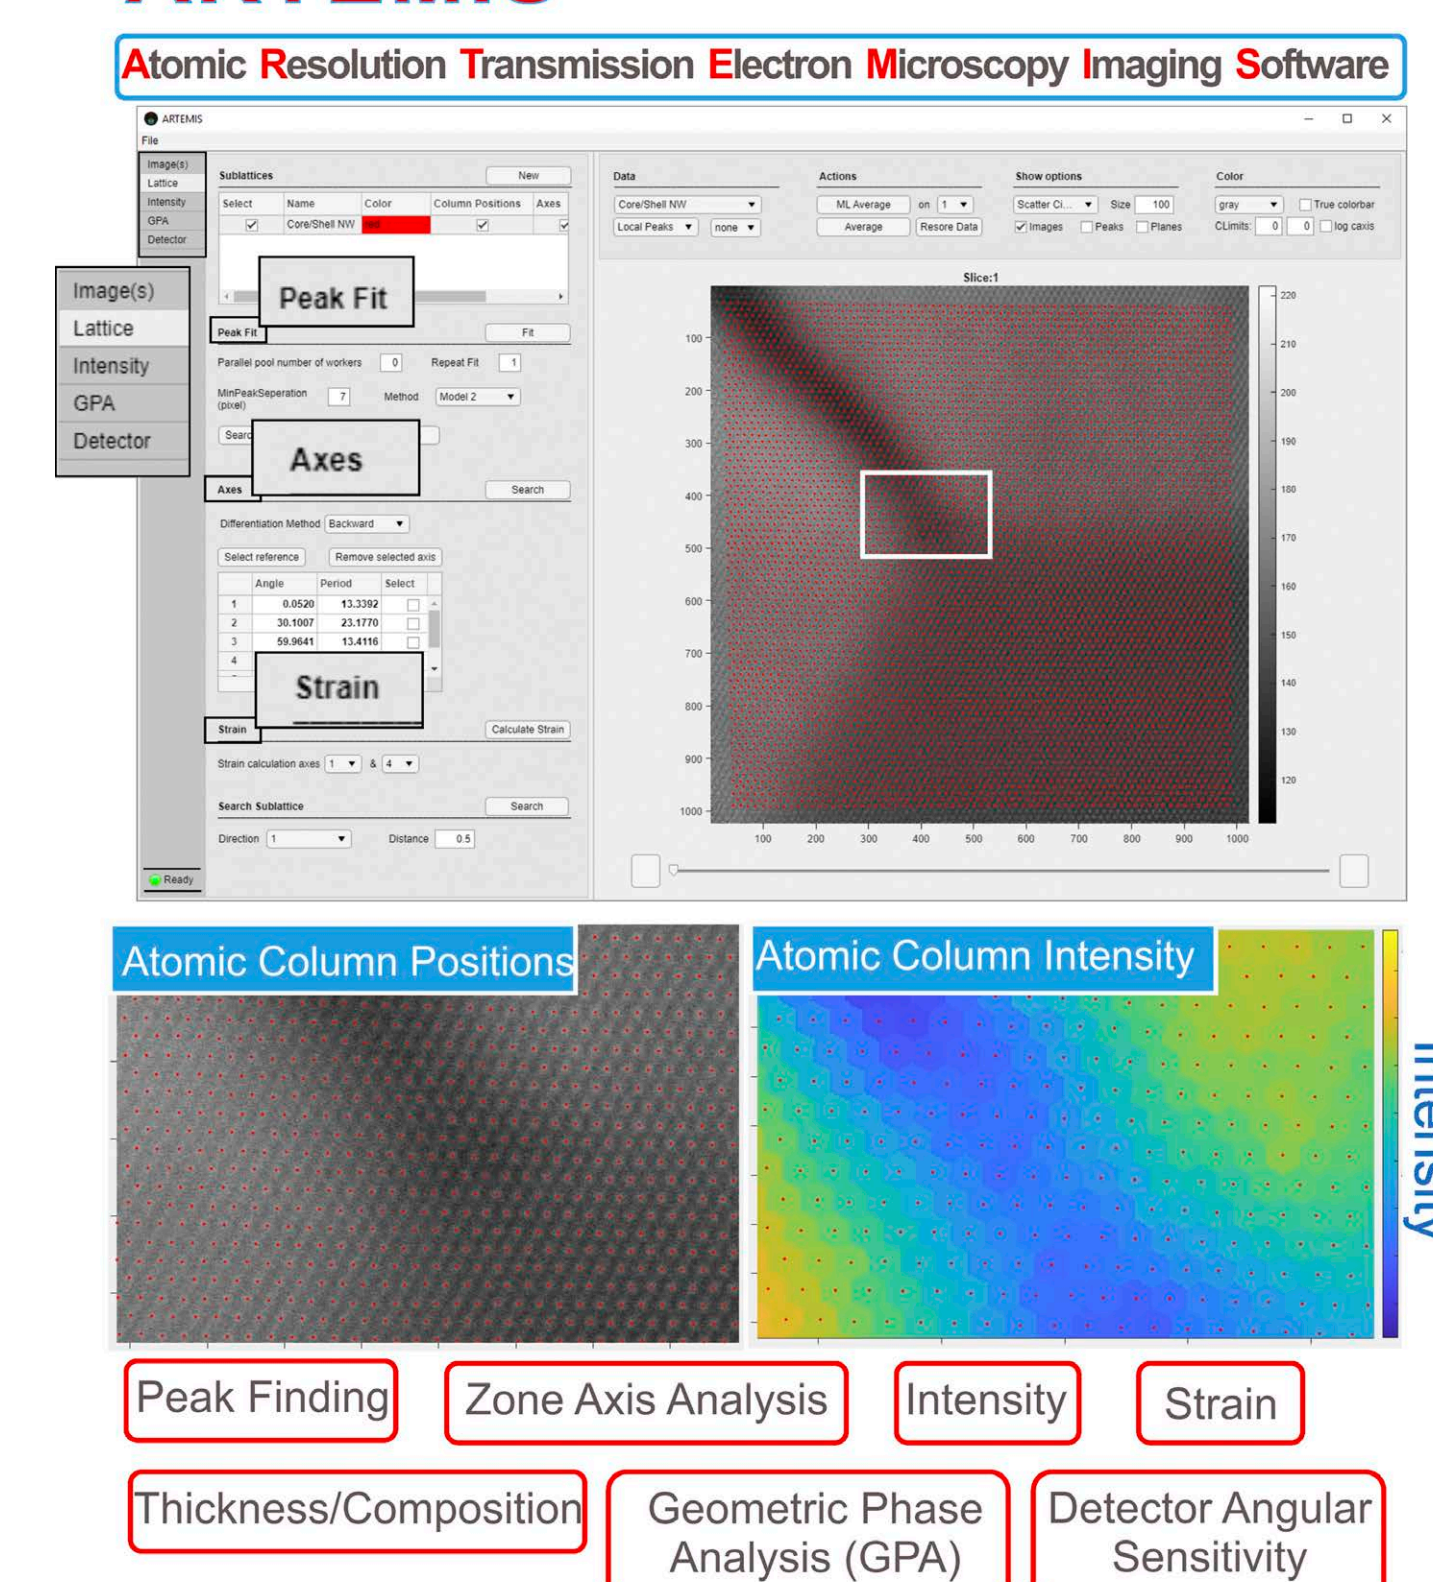 ARTEMIS
Atomic Resolution Transmission Electron Microscopy Imaging Software
ARTEMIS
File
Image(s)
Lattice
Intensity
GPA
Detector
Image(s)
Lattice
Intensity
GPA
Detector
Ready
Sublattices New
Select Name Color Column Positions Axes
Core/Shell NW red
Peak Fit
Peak Fit Fit
Parallel pool number of workers 0 Repeat Fit 1
MinPeakSeperation
(pixel) 7 Method Model 2
Searc
Axes
Axes Search
Differentiation Method Backward
Select reference Remove selected axis
Angle Period Select
1 0.0520 13.3392
2 30.1007 23.1770
3 59.9641 13.4116
4
Strain
Strain Calculate Strain
Strain calculation axes 1 & 4
Search Sublattice Search
Direction 1 Distance 0.5
Data Actions Show options Color
Core/Shell NW ML Average on 1 Scatter Ci... Size 100 gray True colorbar
Local Peaks none Average Resore Data Images Peaks Planes CLimits: 0 0 log caxis
Slice:1
100
200
300
400
500
600
700
800
900
1000
100 200 300 400 500 600 700 800 900 1000
220
210
200
190
180
170
160
150
140
130
120
Atomic Column Positions
Atomic Column Intensity
Intensity
Peak Finding Zone Axis Analysis Intensity Strain
Thickness/Composition Geometric Phase Detector Angular
Analysis (GPA) Sensitivity